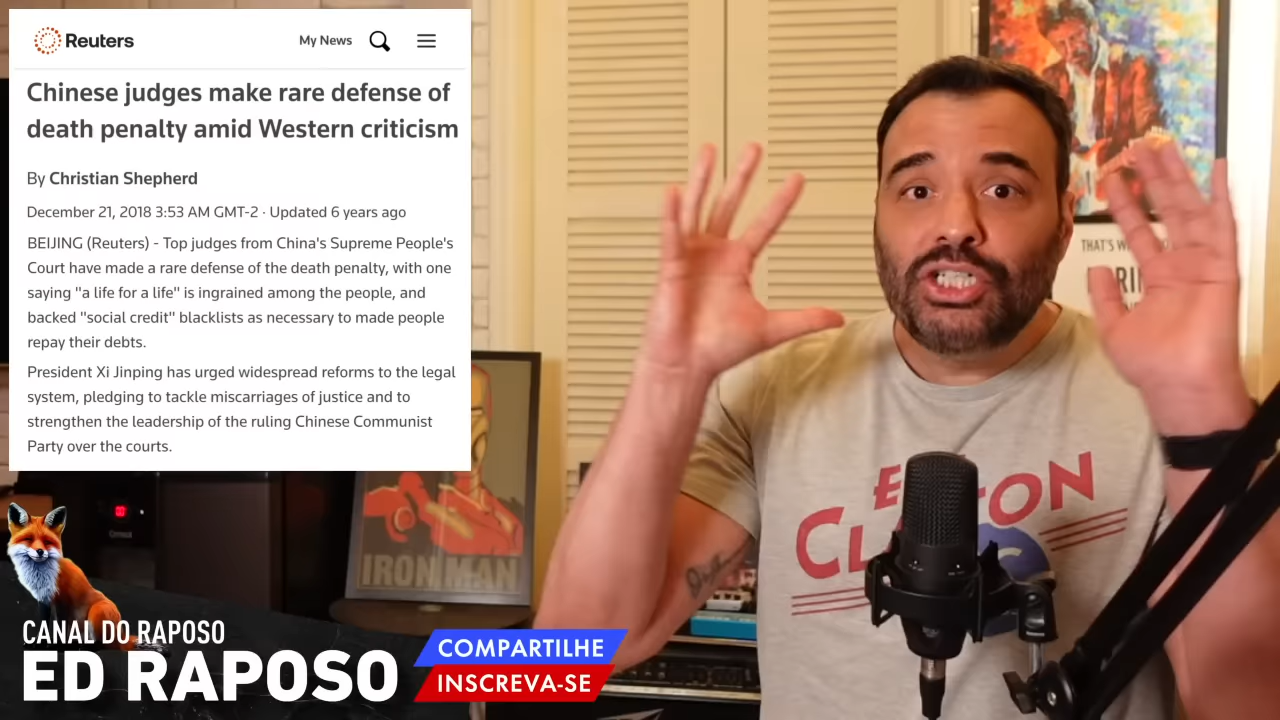 Reuters
My News
Chinese judges make rare defense of
death penalty amid Western criticism
By Christian Shepherd
December 21, 2018 3:53 AM GMT-2 · Updated 6 years ago
BEIJING (Reuters) - Top judges from China's Supreme People's
Court have made a rare defense of the death penalty, with one
saying "a life for a life" is ingrained among the people, and
backed "social credit" blacklists as necessary to made people
repay their debts.
President Xi Jinping has urged widespread reforms to the legal
system, pledging to tackle miscarriages of justice and to
strengthen the leadership of the ruling Chinese Communist
Party over the courts.
THAT'S
IRON MAN
CANAL DO RAPOSO
ED RAPOSO
COMPARTILHE
INSCREVA-SE